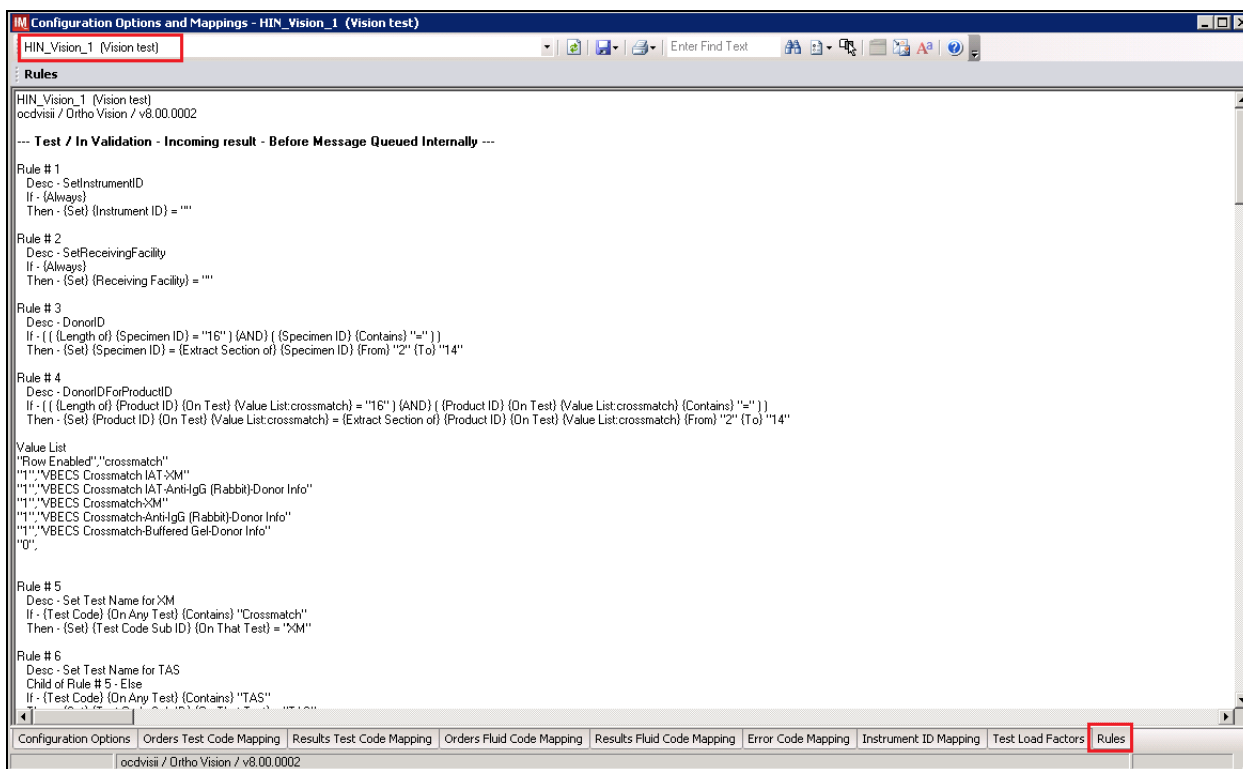 IM Configuration Options and Mappings - HIN_Vision_1 (Vision test)
HIN_Vision_1 (Vision test)
Enter Find Text
Rules
HIN_Vision_1 (Vision test)
ocdvisii / Ortho Vision / v8.00.0002
--- Test / In Validation - Incoming result - Before Message Queued Internally ---
Rule # 1
Desc - SetInstrumentID
If - {Always}
Then - {Set} {Instrument ID} = ""
Rule # 2
Desc - SetReceivingFacility
If - {Always}
Then - {Set} {Receiving Facility} = ""
Rule # 3
Desc - DonorID
If - ( ( {Length of} {Specimen ID} = "16" ) {AND} ( {Specimen ID} {Contains} "=" ) )
Then - {Set} {Specimen ID} = {Extract Section of} {Specimen ID} {From} "2" {To} "14"
Rule # 4
Desc - DonorIDForProductID
If - ( ( {Length of} {Product ID} {On Test} {Value List:crossmatch} = "16" ) {AND} ( {Product ID} {On Test} {Value List:crossmatch} {Contains} "=" ) )
Then - {Set} {Product ID} {On Test} {Value List:crossmatch} = {Extract Section of} {Product ID} {On Test} {Value List:crossmatch} {From} "2" {To} "14"
Value List
"Row Enabled","crossmatch"
"1","VBECS Crossmatch IAT-XM"
"1","VBECS Crossmatch IAT-Anti-IgG (Rabbit)-Donor Info"
"1","VBECS Crossmatch-XM"
"1","VBECS Crossmatch-Anti-IgG (Rabbit)-Donor Info"
"1","VBECS Crossmatch-Buffered Gel-Donor Info"
"0",
Rule # 5
Desc - Set Test Name for XM
If - {Test Code} {On Any Test} {Contains} "Crossmatch"
Then - {Set} {Test Code Sub ID} {On That Test} = "XM"
Rule # 6
Desc - Set Test Name for TAS
Child of Rule # 5 - Else
If - {Test Code} {On Any Test} {Contains} "TAS"
Configuration Options Orders Test Code Mapping Results Test Code Mapping Orders Fluid Code Mapping Results Fluid Code Mapping Error Code Mapping Instrument ID Mapping Test Load Factors Rules
ocdvisii / Ortho Vision / v8.00.0002